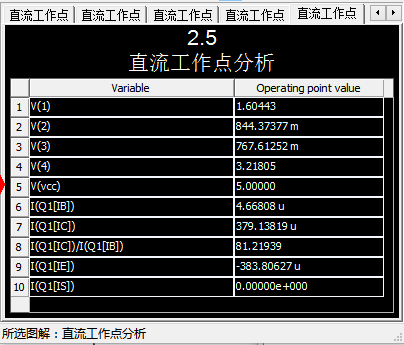 直流工作点 直流工作点 直流工作点 直流工作点 直流工作点
2.5
直流工作点分析
Variable Operating point value
1 V(1) 1.60443
2 V(2) 844.37377 m
3 V(3) 767.61252 m
4 V(4) 3.21805
5 V(vcc) 5.00000
6 I(Q1[IB]) 4.66808 u
7 I(Q1[IC]) 379.13819 u
8 I(Q1[IC])/I(Q1[IB]) 81.21939
9 I(Q1[IE]) -383.80627 u
10 I(Q1[IS]) 0.00000e+000
所选图解：直流工作点分析